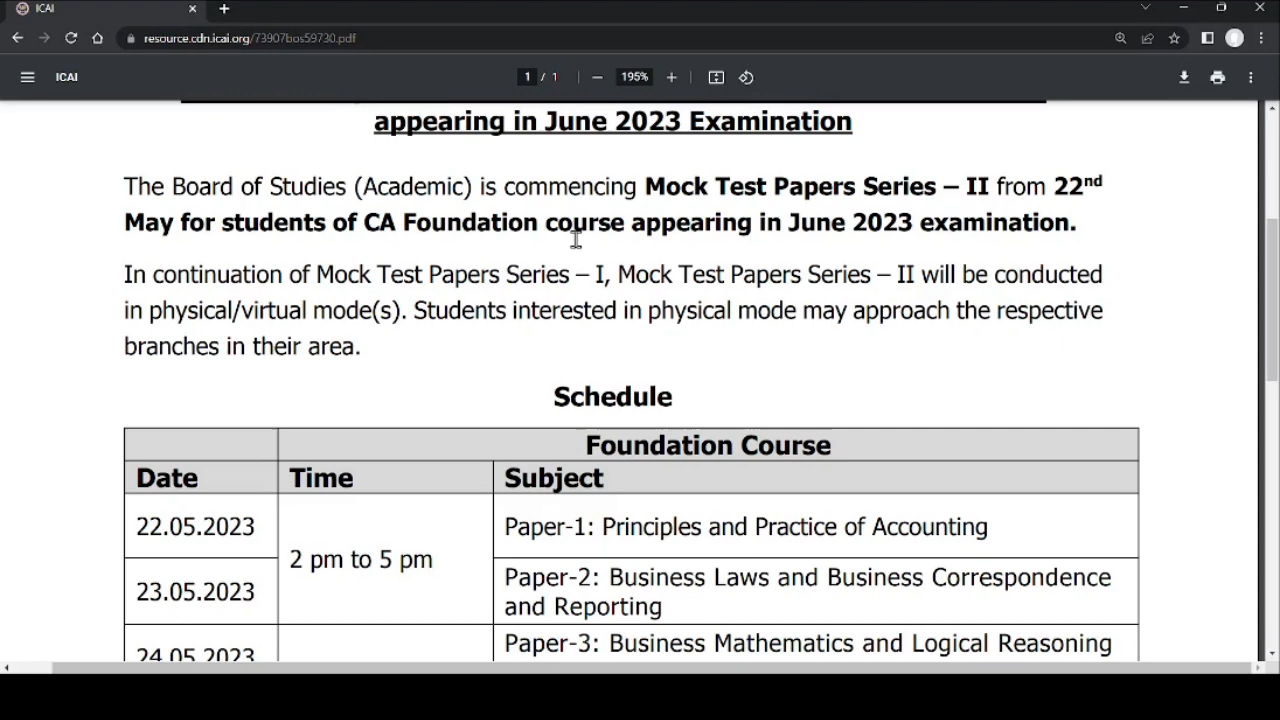 ICAI
resource.cdn.icai.org/73907bos59730.pdf
ICAI
1 / 1
195%
appearing in June 2023 Examination
The Board of Studies (Academic) is commencing Mock Test Papers Series – II from 22nd
May for students of CA Foundation course appearing in June 2023 examination.
In continuation of Mock Test Papers Series – I, Mock Test Papers Series – II will be conducted
in physical/virtual mode(s). Students interested in physical mode may approach the respective
branches in their area.
Schedule
Foundation Course
Date Time Subject
22.05.2023 Paper-1: Principles and Practice of Accounting
2 pm to 5 pm
23.05.2023 Paper-2: Business Laws and Business Correspondence
and Reporting
24.05.2023 Paper-3: Business Mathematics and Logical Reasoning